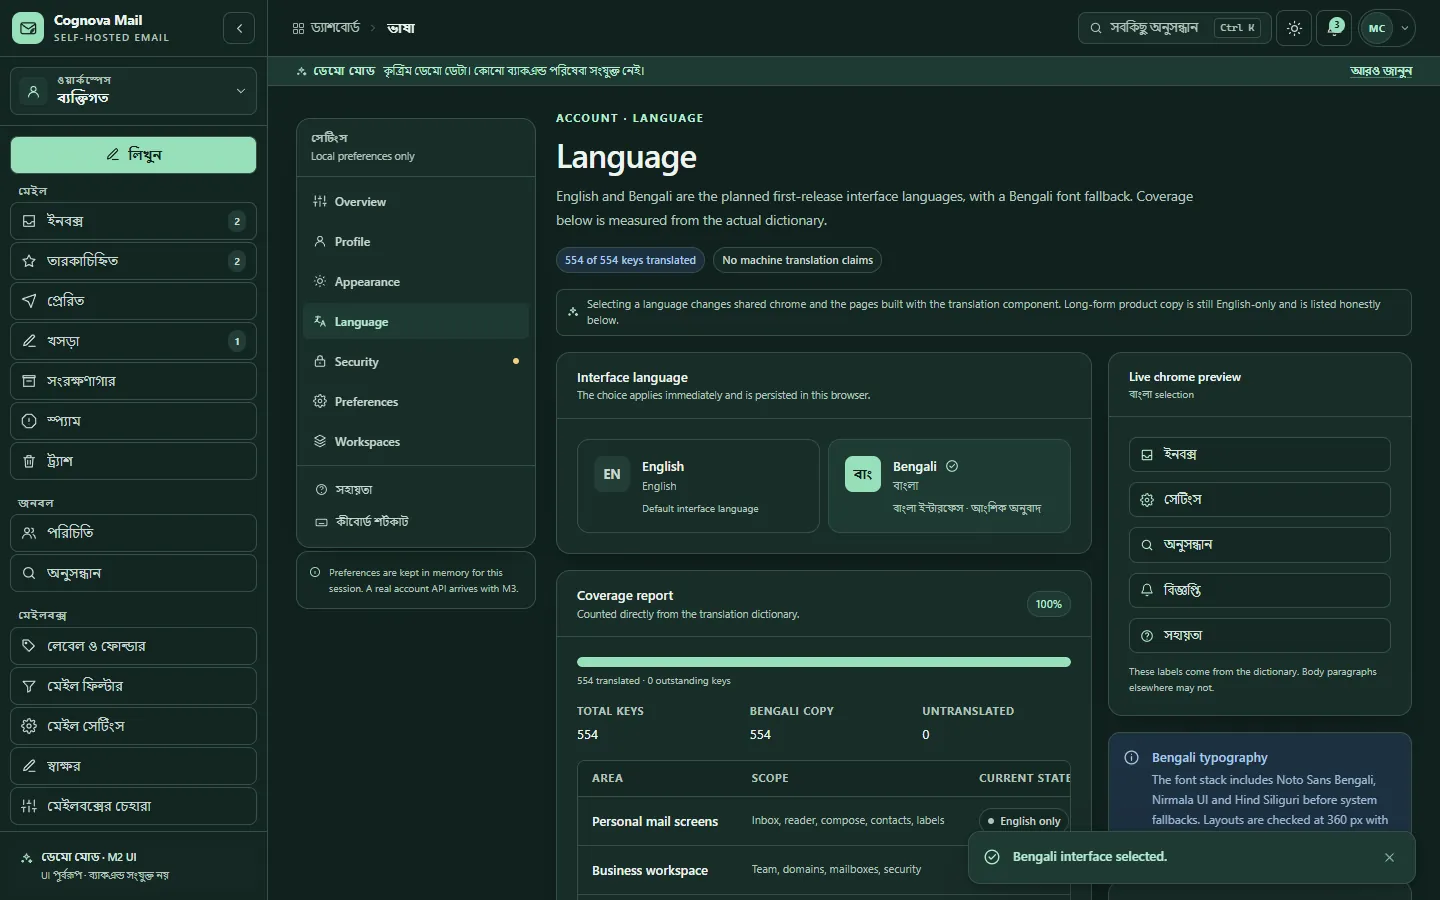 Cognova Mail
SELF-HOSTED EMAIL
ওয়ার্কস্পেস
ব্যক্তিগত
লিখুন
মেইল
ইনবক্স
2
তারকাচিহ্নিত
2
প্রেরিত
খসড়া
1
সংরক্ষণাগার
স্প্যাম
ট্র্যাশ
জনবল
পরিচিতি
অনুসন্ধান
মেইলবক্স
লেবেল ও ফোল্ডার
মেইল ফিল্টার
মেইল সেটিংস
স্বাক্ষর
মেইলবক্সের চেহারা
ডেমো মোড · M2 UI
UI পূর্বরূপ · ব্যাকএন্ড সংযুক্ত নয়
ড্যাশবোর্ড
ভাষা
সবকিছু অনুসন্ধান
Ctrl K
3
MC
ডেমো মোড কৃত্রিম ডেমো ডেটা। কোনো ব্যাকএন্ড পরিষেবা সংযুক্ত নেই।
আরও জানুন
সেটিংস
Local preferences only
Overview
Profile
Appearance
Language
Security
Preferences
Workspaces
সহায়তা
কীবোর্ড শর্টকাট
Preferences are kept in memory for this
session. A real account API arrives with M3.
ACCOUNT · LANGUAGE
Language
English and Bengali are the planned first-release interface languages, with a Bengali font fallback. Coverage
below is measured from the actual dictionary.
554 of 554 keys translated
No machine translation claims
Selecting a language changes shared chrome and the pages built with the translation component. Long-form product copy is still English-only and is listed honestly
below.
Interface language
The choice applies immediately and is persisted in this browser.
EN
English
English
Default interface language
বাং
Bengali
বাংলা
বাংলা ইন্টারফেস · আংশিক অনুবাদ
Coverage report
Counted directly from the translation dictionary.
100%
554 translated · 0 outstanding keys
TOTAL KEYS
BENGALI COPY
UNTRANSLATED
554
554
0
AREA
SCOPE
CURRENT STATE
Personal mail screens
Inbox, reader, compose, contacts, labels
English only
Business workspace
Team, domains, mailboxes, security
Live chrome preview
বাংলা selection
ইনবক্স
সেটিংস
অনুসন্ধান
বিজ্ঞপ্তি
সহায়তা
These labels come from the dictionary. Body paragraphs
elsewhere may not.
Bengali typography
The font stack includes Noto Sans Bengali,
Nirmala UI and Hind Siliguri before system
fallbacks. Layouts are checked at 360 px with
Bengali interface selected.